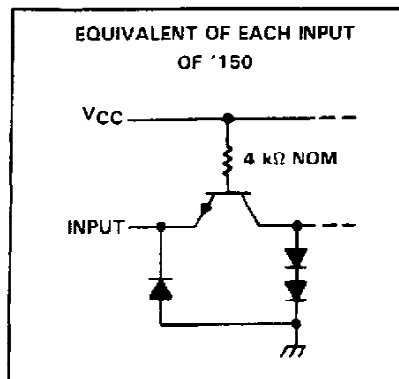 EQUIVALENT OF EACH INPUT
OF '150
VCC
4 kΩ NOM
INPUT